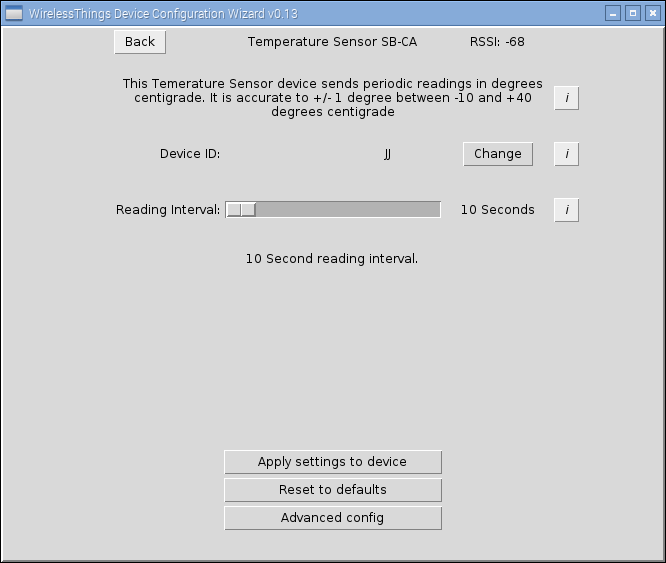 WirelessThings Device Configuration Wizard v0.13
Back Temperature Sensor SB-CA RSSI: -68
This Temerature Sensor device sends periodic readings in degrees
centigrade. It is accurate to +/- 1 degree between -10 and +40
degrees centigrade
i
Device ID: JJ Change i
Reading Interval: 10 Seconds i
10 Second reading interval.
Apply settings to device
Reset to defaults
Advanced config